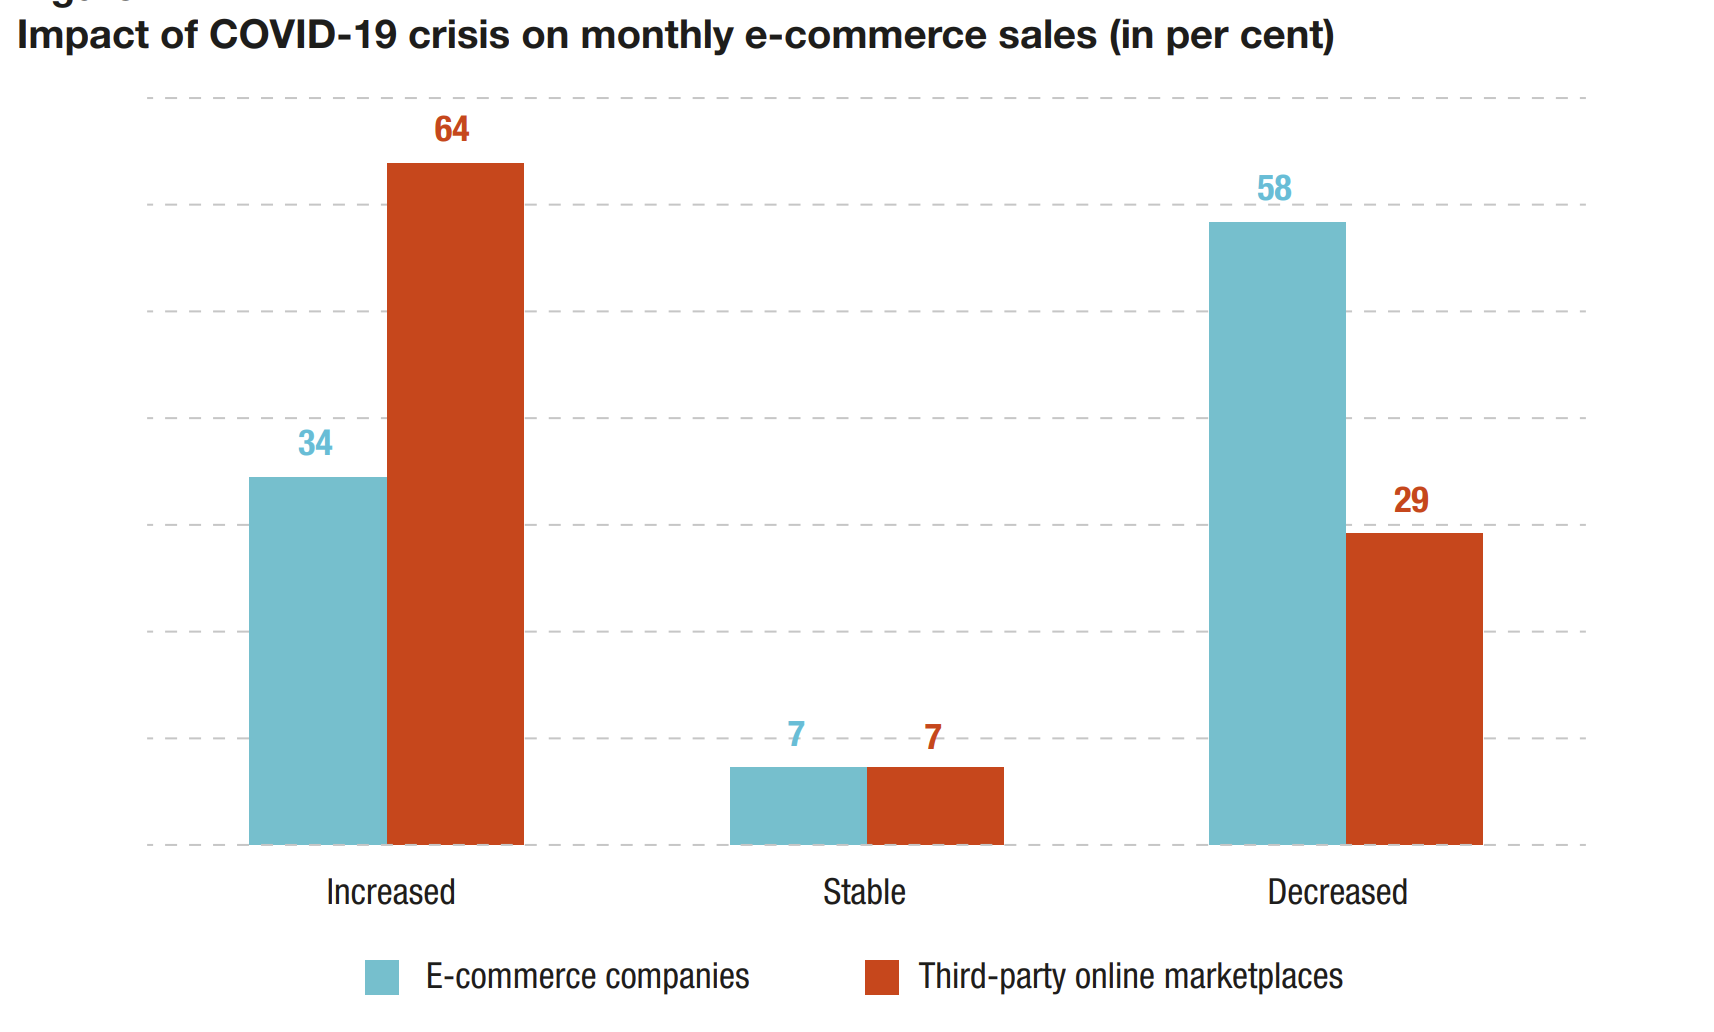 Impact of COVID-19 crisis on monthly e-commerce sales (in per cent)
64
58
34
29
7 7
Increased Stable Decreased
E-commerce companies Third-party online marketplaces